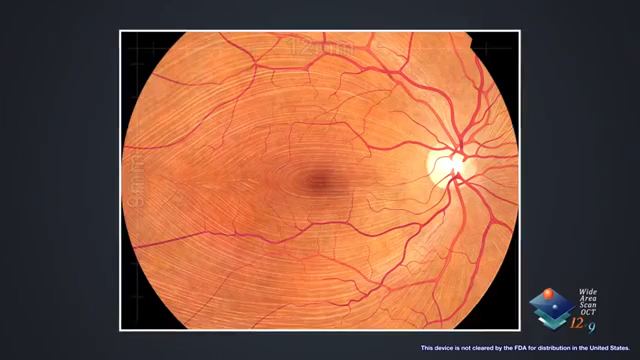 12mm
9mm
Wide
Area
Scan
OCT
12x9
This device is not cleared by the FDA for distribution in the United States.